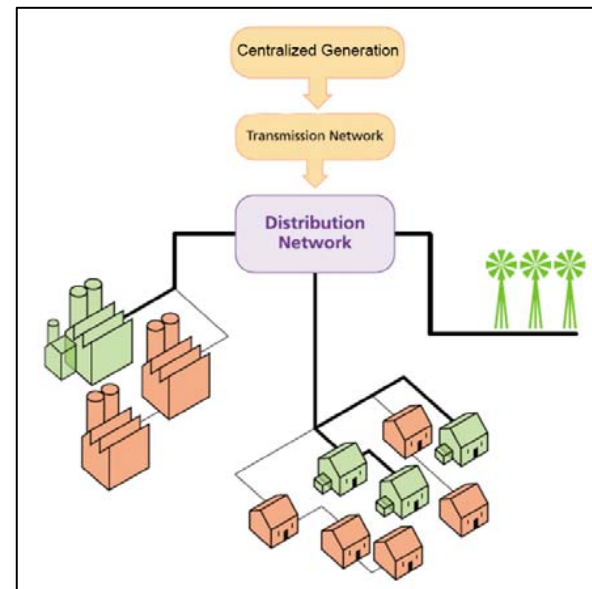 Centralized Generation
Transmission Network
Distribution
Network